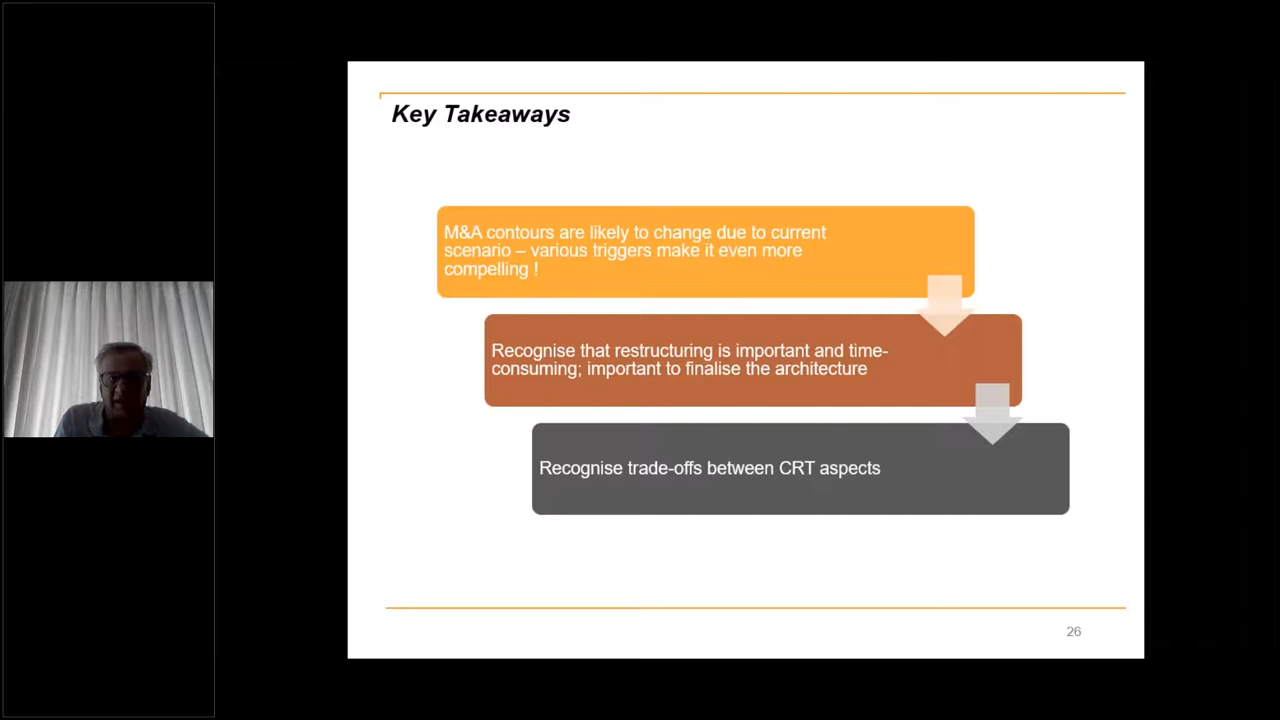 Key Takeaways
M&A contours are likely to change due to current
scenario – various triggers make it even more
compelling !
Recognise that restructuring is important and time-
consuming; important to finalise the architecture
Recognise trade-offs between CRT aspects
26